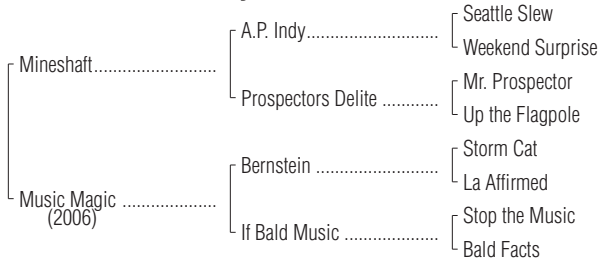 Seattle Slew
A.P. Indy............................
Weekend Surprise
Mineshaft..........................
Mr. Prospector
Prospectors Delite ............
Up the Flagpole
Storm Cat
Bernstein ..........................
La Affirmed
Music Magic ....................
(2006)
Stop the Music
If Bald Music ....................
Bald Facts